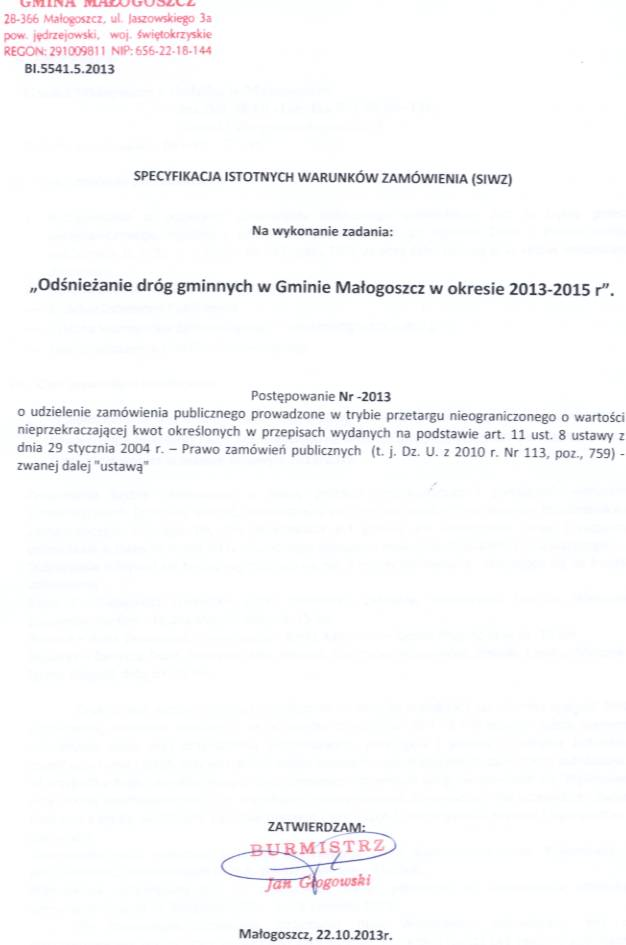 GMINA MAŁOGOSZCZ
28-366 Małogoszcz, ul. Jaszowskiego 3a
pow. jędrzejowski, woj. świętokrzyskie
REGON: 291009811 NIP: 656-22-18-144
BI.5541.5.2013
SPECYFIKACJA ISTOTNYCH WARUNKÓW ZAMÓWIENIA (SIWZ)
Na wykonanie zadania:
„Odśnieżanie dróg gminnych w Gminie Małogoszcz w okresie 2013-2015 r”.
Postępowanie Nr -2013
o udzielenie zamówienia publicznego prowadzone w trybie przetargu nieograniczonego o wartości
nieprzekraczającej kwot określonych w przepisach wydanych na podstawie art. 11 ust. 8 ustawy z
dnia 29 stycznia 2004 r. – Prawo zamówień publicznych (t. j. Dz. U. z 2010 r. Nr 113, poz., 759) -
zwanej dalej "ustawą"
ZATWIERDZAM:
BURMISTRZ
Jan Głogowski
Małogoszcz, 22.10.2013r.